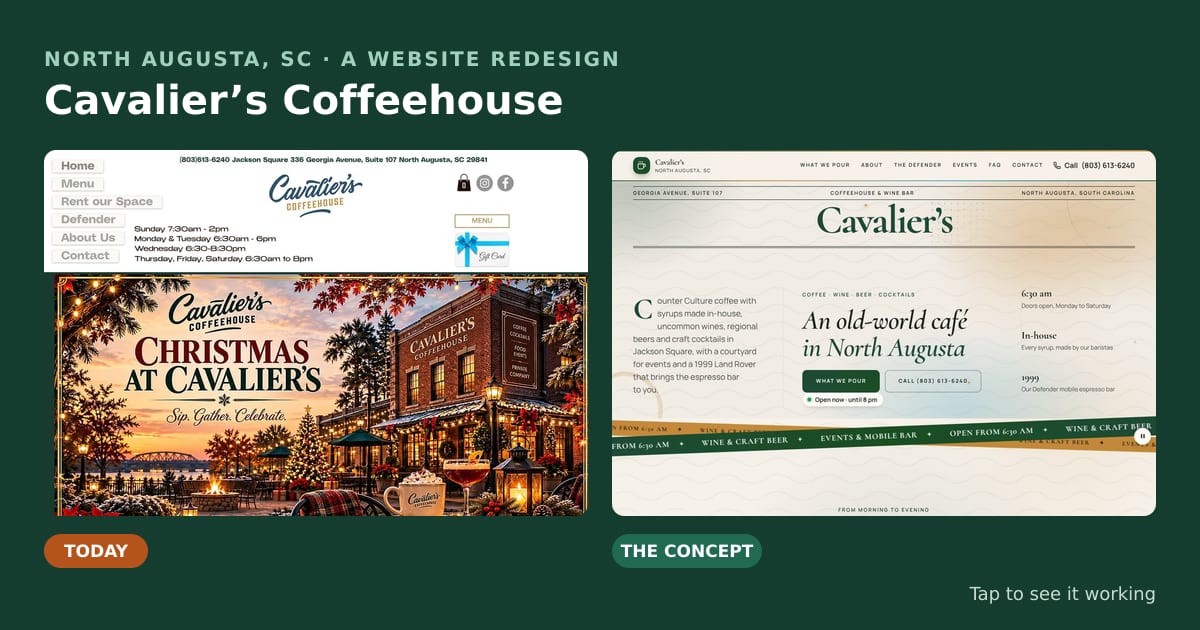 NORTH AUGUSTA, SC · A WEBSITE REDESIGN
Cavalier’s Coffeehouse
(803)613-6240 Jackson Square 336 Georgia Avenue, Suite 107 North Augusta, SC 29841
Home
Menu
Rent our Space
Defender
About Us
Contact
Cavalier's
COFFEEHOUSE
Sunday 7:30am - 2pm
Monday & Tuesday 6:30am - 6pm
Wednesday 6:30-8:30pm
Thursday, Friday, Saturday 6:30am to 8pm
0
MENU
Gift Card
Cavalier's
COFFEEHOUSE
CHRISTMAS
AT CAVALIER'S
Sip. Gather. Celebrate.
CAVALIER'S
COFFEEHOUSE
COFFEE
COCKTAILS
FOOD
EVENTS
PRIVATE
COMPANY
Cavalier's
COFFEEHOUSE
TODAY
Cavalier's
NORTH AUGUSTA, SC
WHAT WE POUR ABOUT THE DEFENDER EVENTS FAQ CONTACT Call (803) 613-6240
GEORGIA AVENUE, SUITE 107 COFFEEHOUSE & WINE BAR NORTH AUGUSTA, SOUTH CAROLINA
Cavalier’s
Counter Culture coffee with
syrups made in-house,
uncommon wines, regional
beers and craft cocktails in
Jackson Square, with a courtyard
for events and a 1999 Land Rover
that brings the espresso bar
to you.
COFFEE · WINE · BEER · COCKTAILS
An old-world café
in North Augusta
WHAT WE POUR
CALL (803) 613-6240
Open now · until 8 pm
6:30 am
Doors open, Monday to Saturday
In-house
Every syrup, made by our baristas
1999
Our Defender mobile espresso bar
FROM 6:30 AM ✦ WINE & CRAFT BEER ✦ EVENTS & MOBILE BAR ✦ OPEN FROM 6:30 AM ✦ WINE & CRAFT BEER
FROM MORNING TO EVENING
THE CONCEPT
Tap to see it working